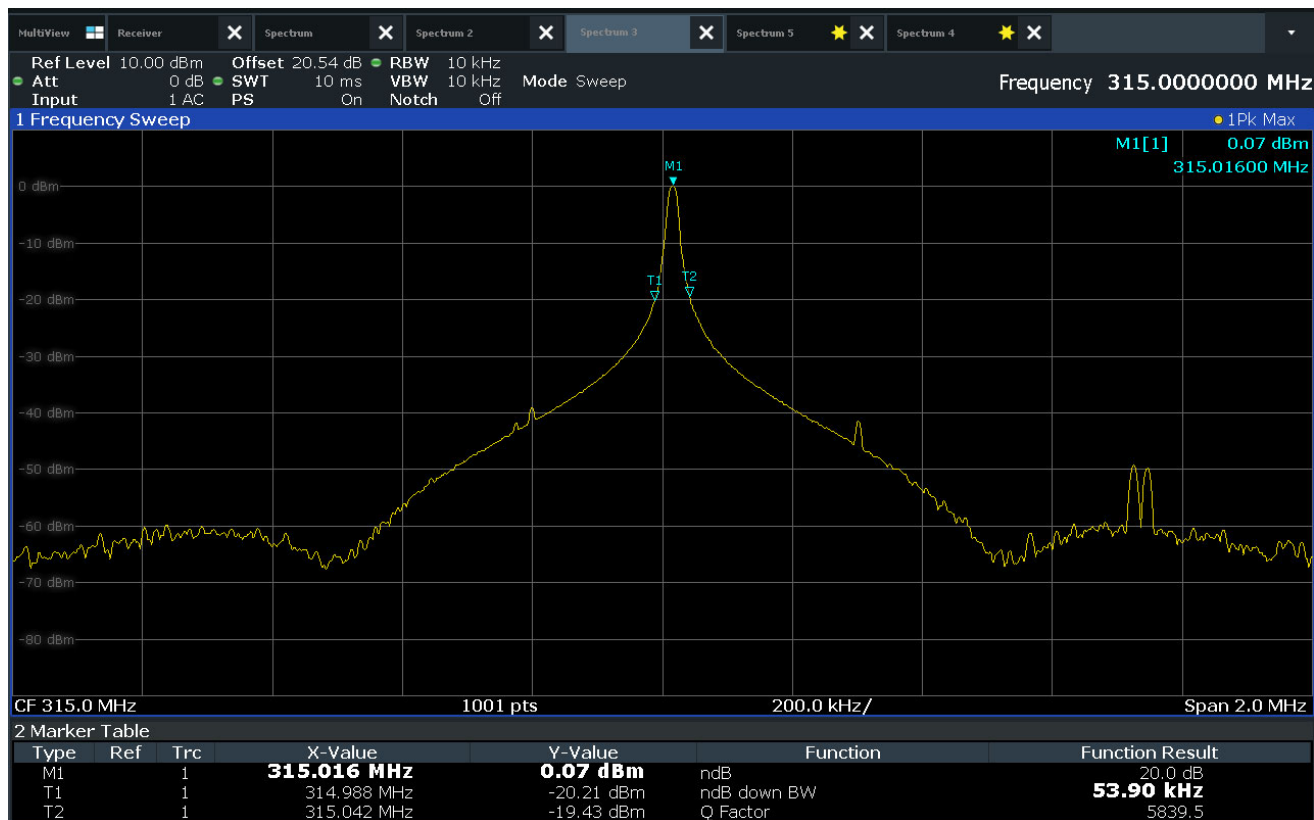 MultiView Receiver Spectrum Spectrum 2 Spectrum 3 Spectrum 5 Spectrum 4
Ref Level 10.00 dBm Offset 20.54 dB RBW 10 kHz
Att 0 dB SWT 10 ms VBW 10 kHz Mode Sweep Frequency 315.0000000 MHz
Input 1 AC PS On Notch Off
1 Frequency Sweep 1Pk Max
M1[1] 0.07 dBm
315.01600 MHz
M1
0 dBm
-10 dBm
T1 T2
-20 dBm
-30 dBm
-40 dBm
-50 dBm
-60 dBm
-70 dBm
-80 dBm
CF 315.0 MHz 1001 pts 200.0 kHz/ Span 2.0 MHz
2 Marker Table
Type Ref Trc X-Value Y-Value Function Function Result
M1 1 315.016 MHz 0.07 dBm ndB 20.0 dB
T1 1 314.988 MHz -20.21 dBm ndB down BW 53.90 kHz
T2 1 315.042 MHz -19.43 dBm Q Factor 5839.5